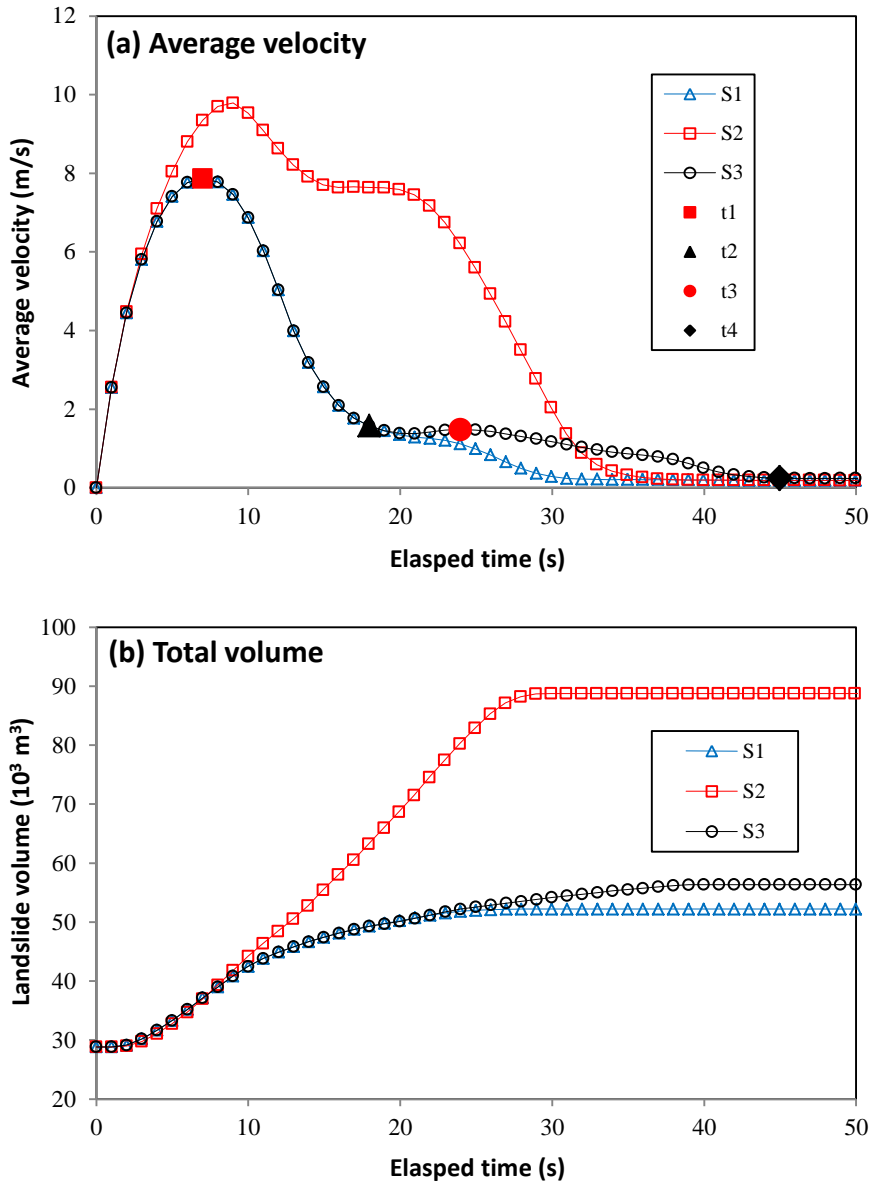 (a) Average velocity
Average velocity (m/s)
12
10
8
6
4
2
0
S1
S2
S3
t1
t2
t3
t4
0 10 20 30 40 50
Elasped time (s)
(b) Total volume
Landslide volume (10³ m³)
100
90
80
70
60
50
40
30
20
S1
S2
S3
0 10 20 30 40 50
Elasped time (s)